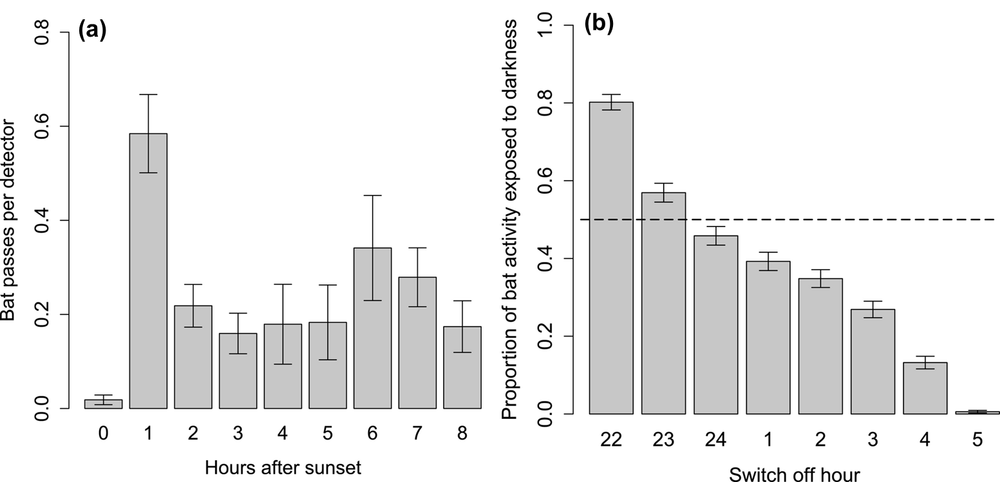 (a)
Bat passes per detector
0.8
0.6
0.4
0.2
0.0
0 1 2 3 4 5 6 7 8
Hours after sunset
(b)
Proportion of bat activity exposed to darkness
1.0
0.8
0.6
0.4
0.2
0.0
22 23 24 1 2 3 4 5
Switch off hour